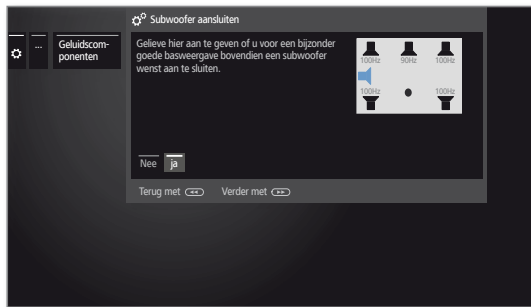 Subwoofer aansluiten
...
Geluidscom-
ponenten
Gelieve hier aan te geven of u voor een bijzonder
goede basweergave bovendien een subwoofer
wenst aan te sluiten.
100Hz 90Hz 100Hz
100Hz 100Hz
Nee ja
Terug met Verder met